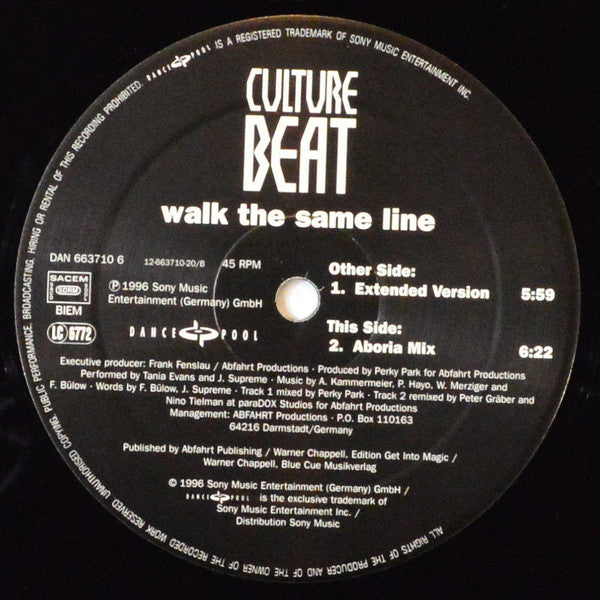 DANCE POOL IS A REGISTERED TRADEMARK OF SONY MUSIC ENTERTAINMENT INC.
CULTURE
BEAT
walk the same line
DAN 663710 6
12-663710-20/B
45 RPM
SACEM
SDRM
BIEM
LC 6772
℗ 1996 Sony Music
Entertainment (Germany) GmbH
DANCE POOL
Other Side:
1. Extended Version 5:59
This Side:
2. Aboria Mix 6:22
Executive producer: Frank Fenslau / Abfahrt Productions · Produced by Perky Park for Abfahrt Productions
Performed by Tania Evans and J. Supreme · Music by A. Kammermeier, P. Hayo, W. Merziger and
F. Bülow · Words by F. Bülow, J. Supreme · Track 1 mixed by Perky Park · Track 2 remixed by Peter Gräber and
Nino Tielman at paraDOX Studios for Abfahrt Productions
Management: ABFAHRT Productions · P.O. Box 110163
64216 Darmstadt/Germany
Published by Abfahrt Publishing / Warner Chappell, Edition Get Into Magic /
Warner Chappell, Blue Cue Musikverlag
© 1996 Sony Music Entertainment (Germany) GmbH /
DANCE POOL is the exclusive trademark of
Sony Music Entertainment Inc. /
Distribution Sony Music
ALL RIGHTS OF THE PRODUCER AND OF THE OWNER OF THE RECORDED WORK RESERVED. UNAUTHORISED COPYING, PUBLIC PERFORMANCE, BROADCASTING, HIRING OR RENTAL OF THIS RECORDING PROHIBITED.